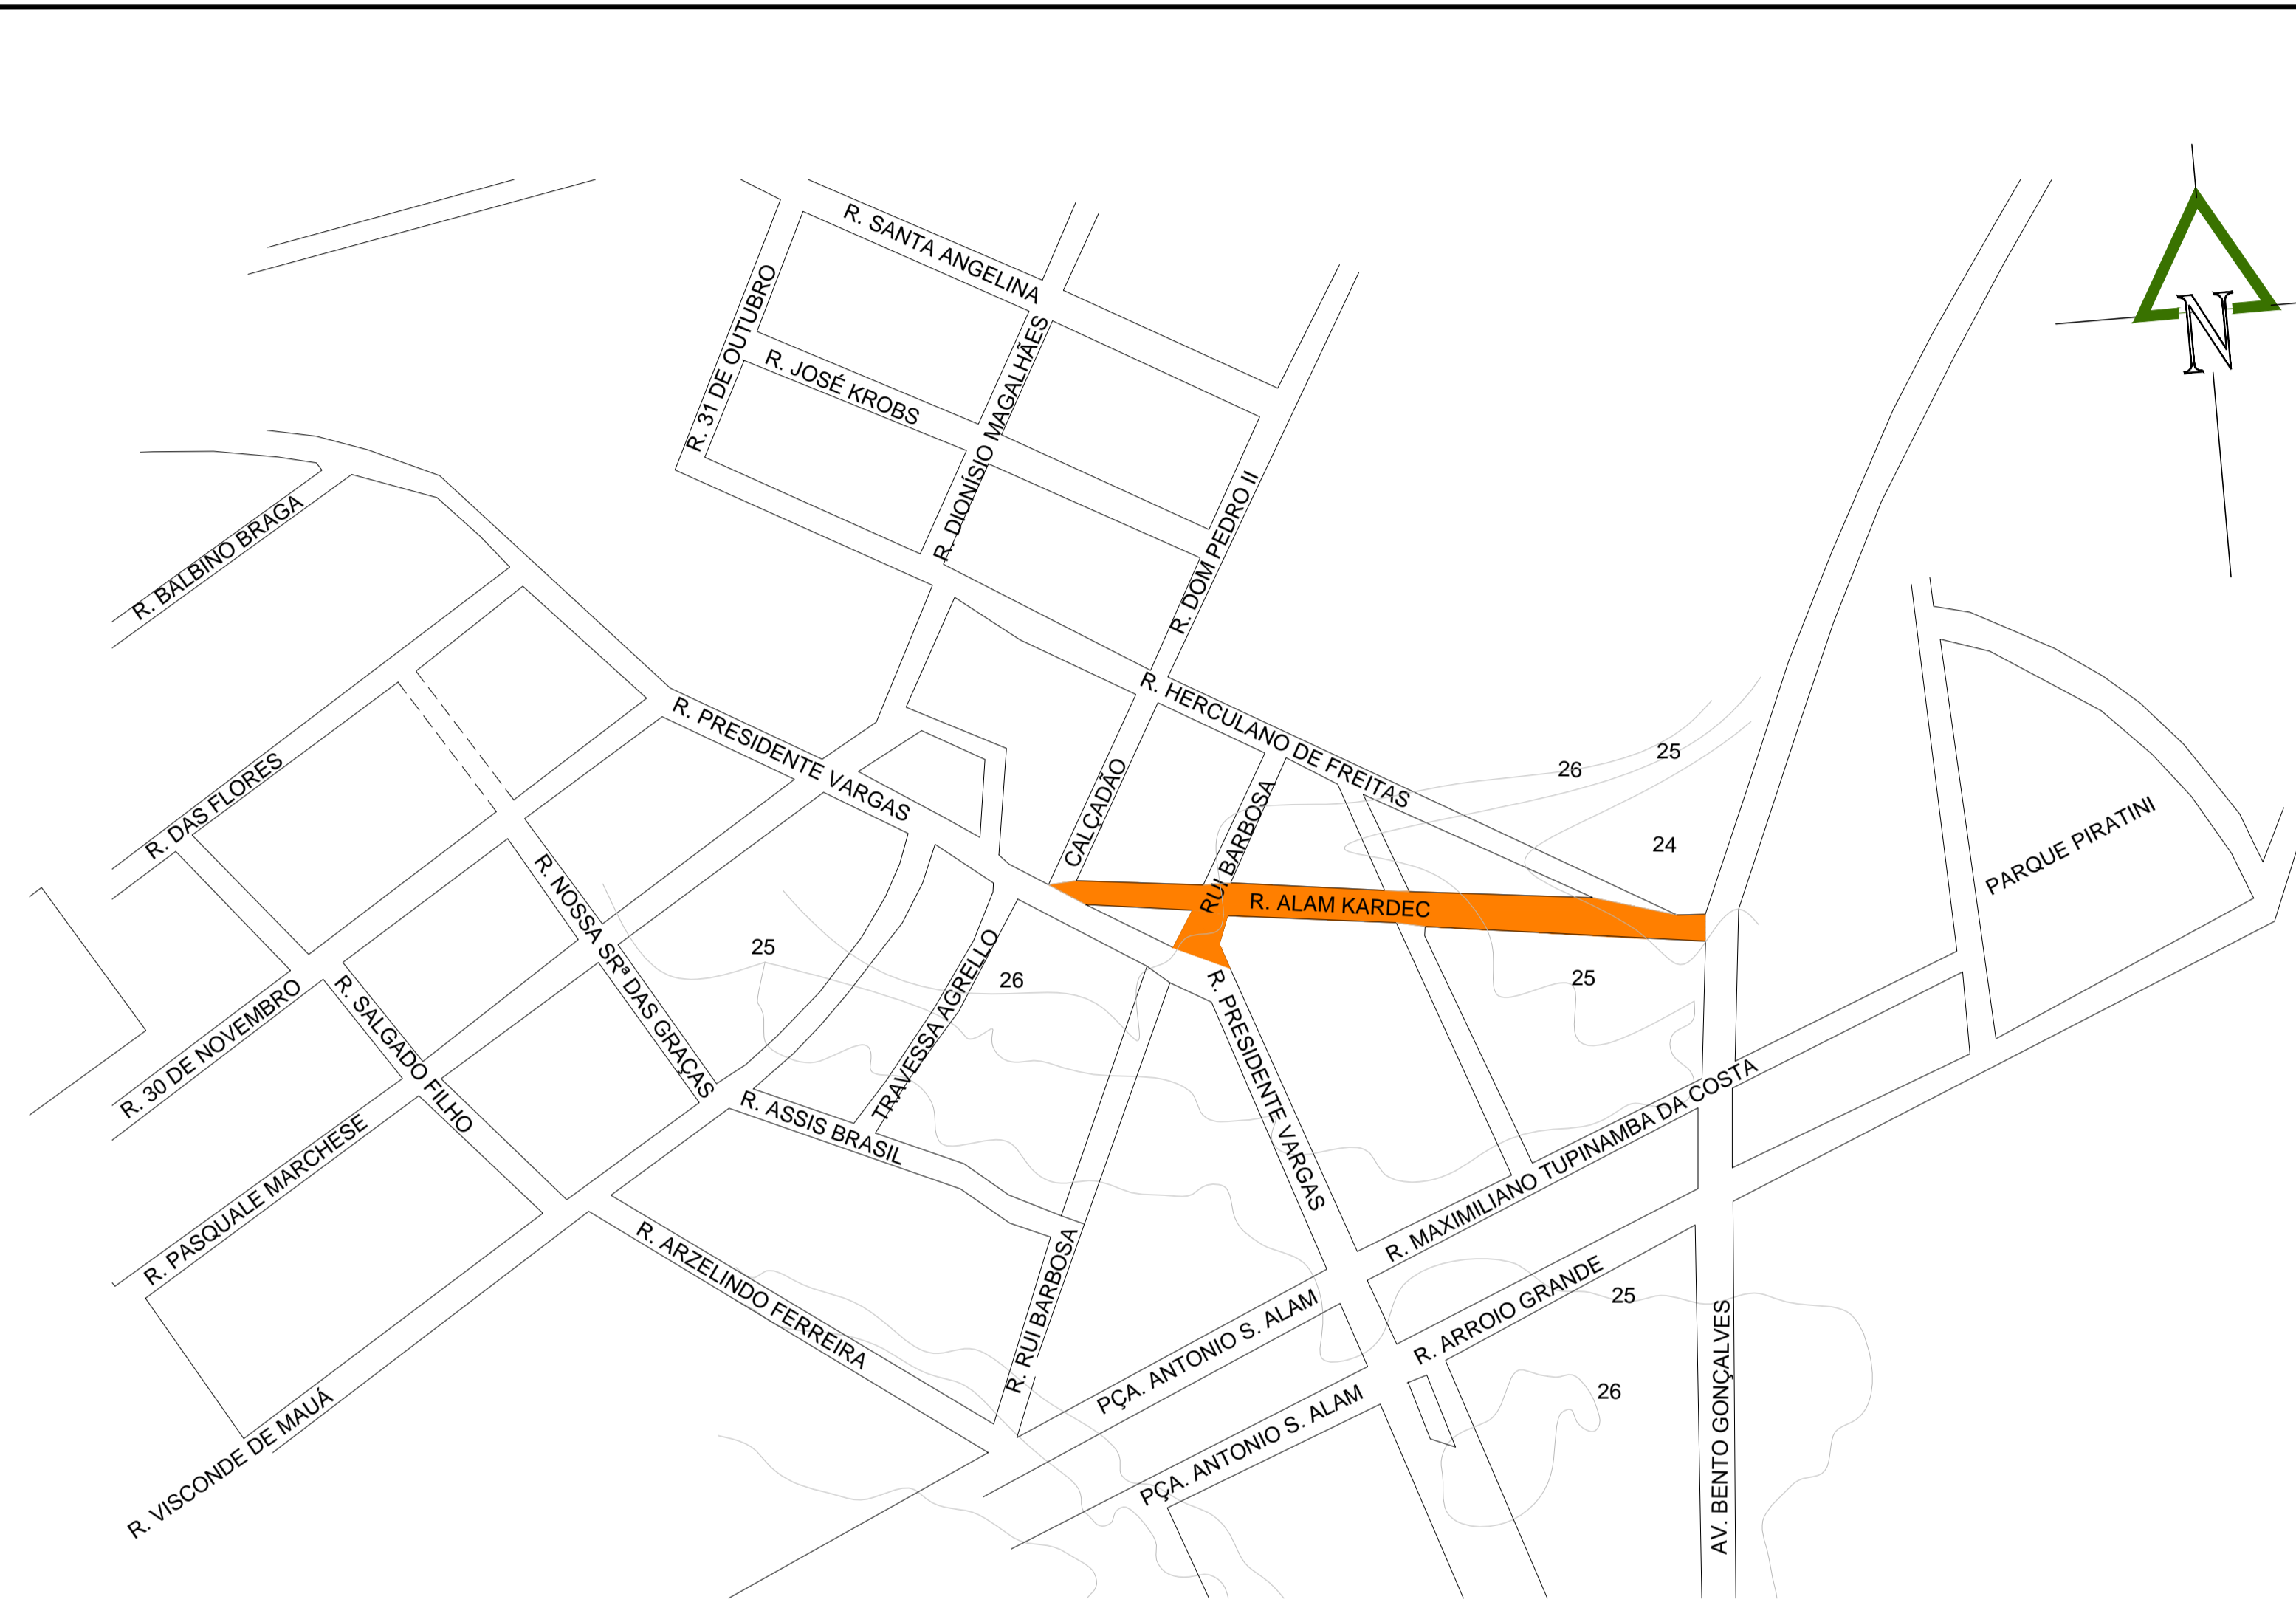 R. SANTA ANGELINA
R. 31 DE OUTUBRO
N
R. JOSÉ KROBS
R. DIONÍSIO MAGALHÃES
R. BALBINO BRAGA
R. DOM PEDRO II
R. HERCULANO DE FREITAS
R. PRESIDENTE VARGAS
26
25
CALÇADÃO
R. DAS FLORES
RUI BARBOSA
24
PARQUE PIRATINI
R. ALAM KARDEC
R. NOSSA SRª DAS GRAÇAS
25
TRAVESSA AGRELLO
26
25
R. 30 DE NOVEMBRO
R. SALGADO FILHO
R. PRESIDENTE VARGAS
R. ASSIS BRASIL
R. MAXIMILIANO TUPINAMBA DA COSTA
R. PASQUALE MARCHESE
R. ARZELINDO FERREIRA
R. RUI BARBOSA
PÇA. ANTONIO S. ALAM
R. ARROIO GRANDE
25
26
AV. BENTO GONÇALVES
PÇA. ANTONIO S. ALAM
R. VISCONDE DE MAUÁ